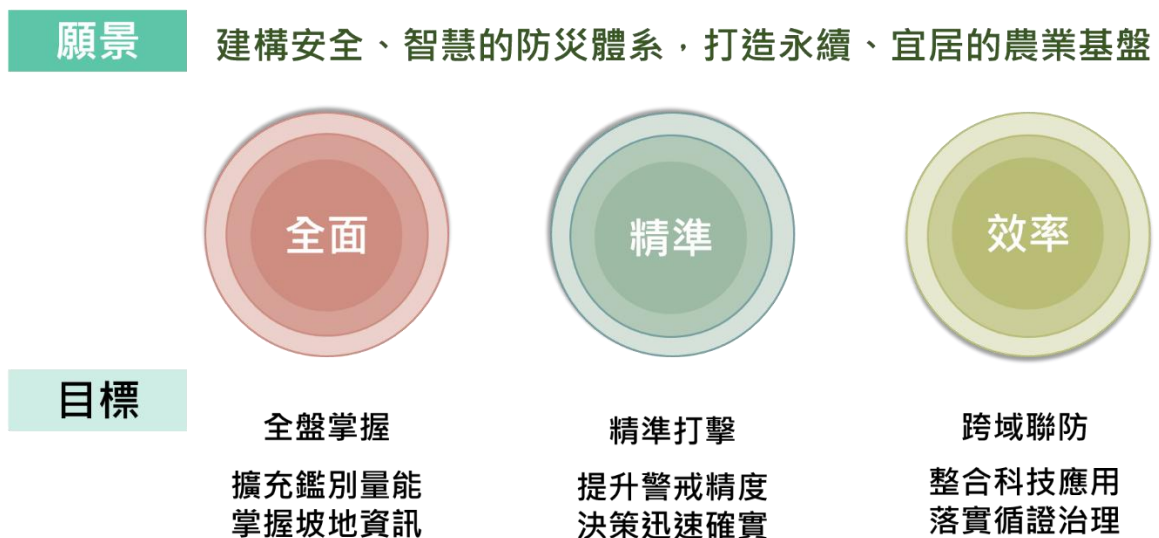 願景
建構安全、智慧的防災體系，打造永續、宜居的農業基盤
全面
精準
效率
目標
全盤掌握
擴充鑑別量能
掌握坡地資訊
精準打擊
提升警戒精度
決策迅速確實
跨域聯防
整合科技應用
落實循證治理